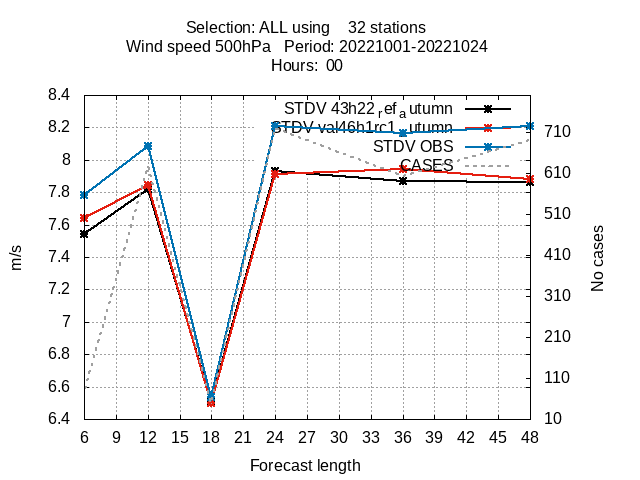 Selection: ALL using 32 stations
Wind speed 500hPa Period: 20221001-20221024
Hours: 00
8.4
8.2
8
7.8
7.6
7.4
7.2
7
6.8
6.6
6.4
m/s
STDV 43h22ref_autumn
STDV val46h1rc1_autumn
STDV OBS
CASES
710
610
510
410
310
210
110
10
No cases
6 9 12 15 18 21 24 27 30 33 36 39 42 45 48
Forecast length